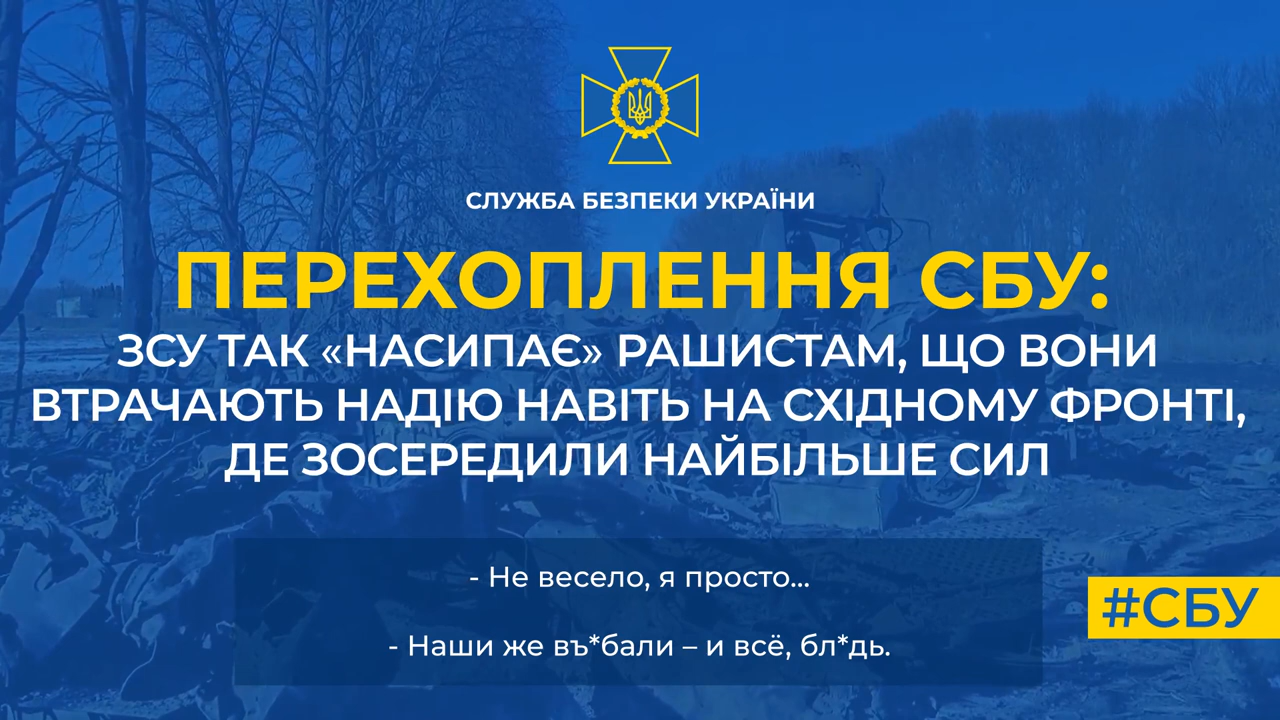 СЛУЖБА БЕЗПЕКИ УКРАЇНИ
ПЕРЕХОПЛЕННЯ СБУ:
ЗСУ ТАК «НАСИПАЄ» РАШИСТАМ, ЩО ВОНИ
ВТРАЧАЮТЬ НАДІЮ НАВІТЬ НА СХІДНОМУ ФРОНТІ,
ДЕ ЗОСЕРЕДИЛИ НАЙБІЛЬШЕ СИЛ
- Не весело, я просто...
#СБУ
- Наши же въ*бали – и всё, бл*дь.